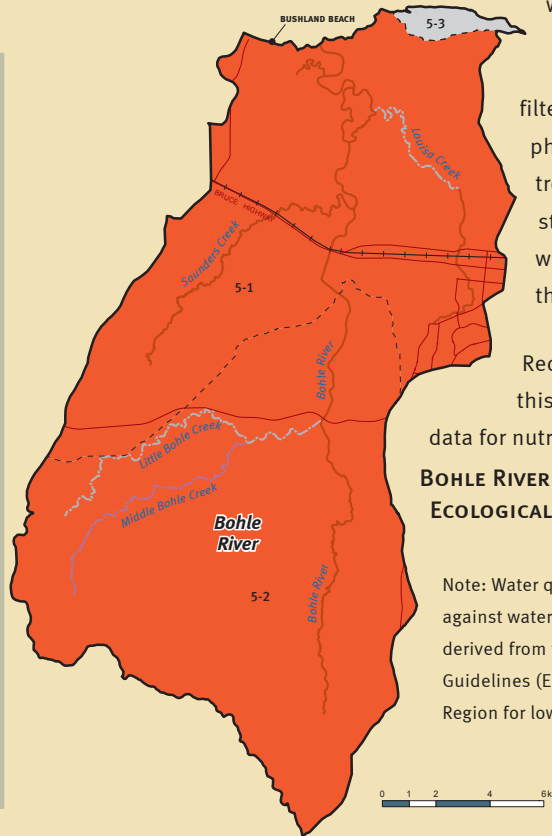 BUSHLAND BEACH
5-3
Louisa Creek
BRUCE HIGHWAY
Saunders Creek
5-1
Bohle River
Little Bohle Creek
Middle Bohle Creek
Bohle
River
5-2
Bohle River
w
filte
ph
tre
st
w
th
Rec
this
data for nutr
BOHLE RIVER
ECOLOGICAL
Note: Water q
against water
derived from
Guidelines (E
Region for low
0 1 2 4 6k